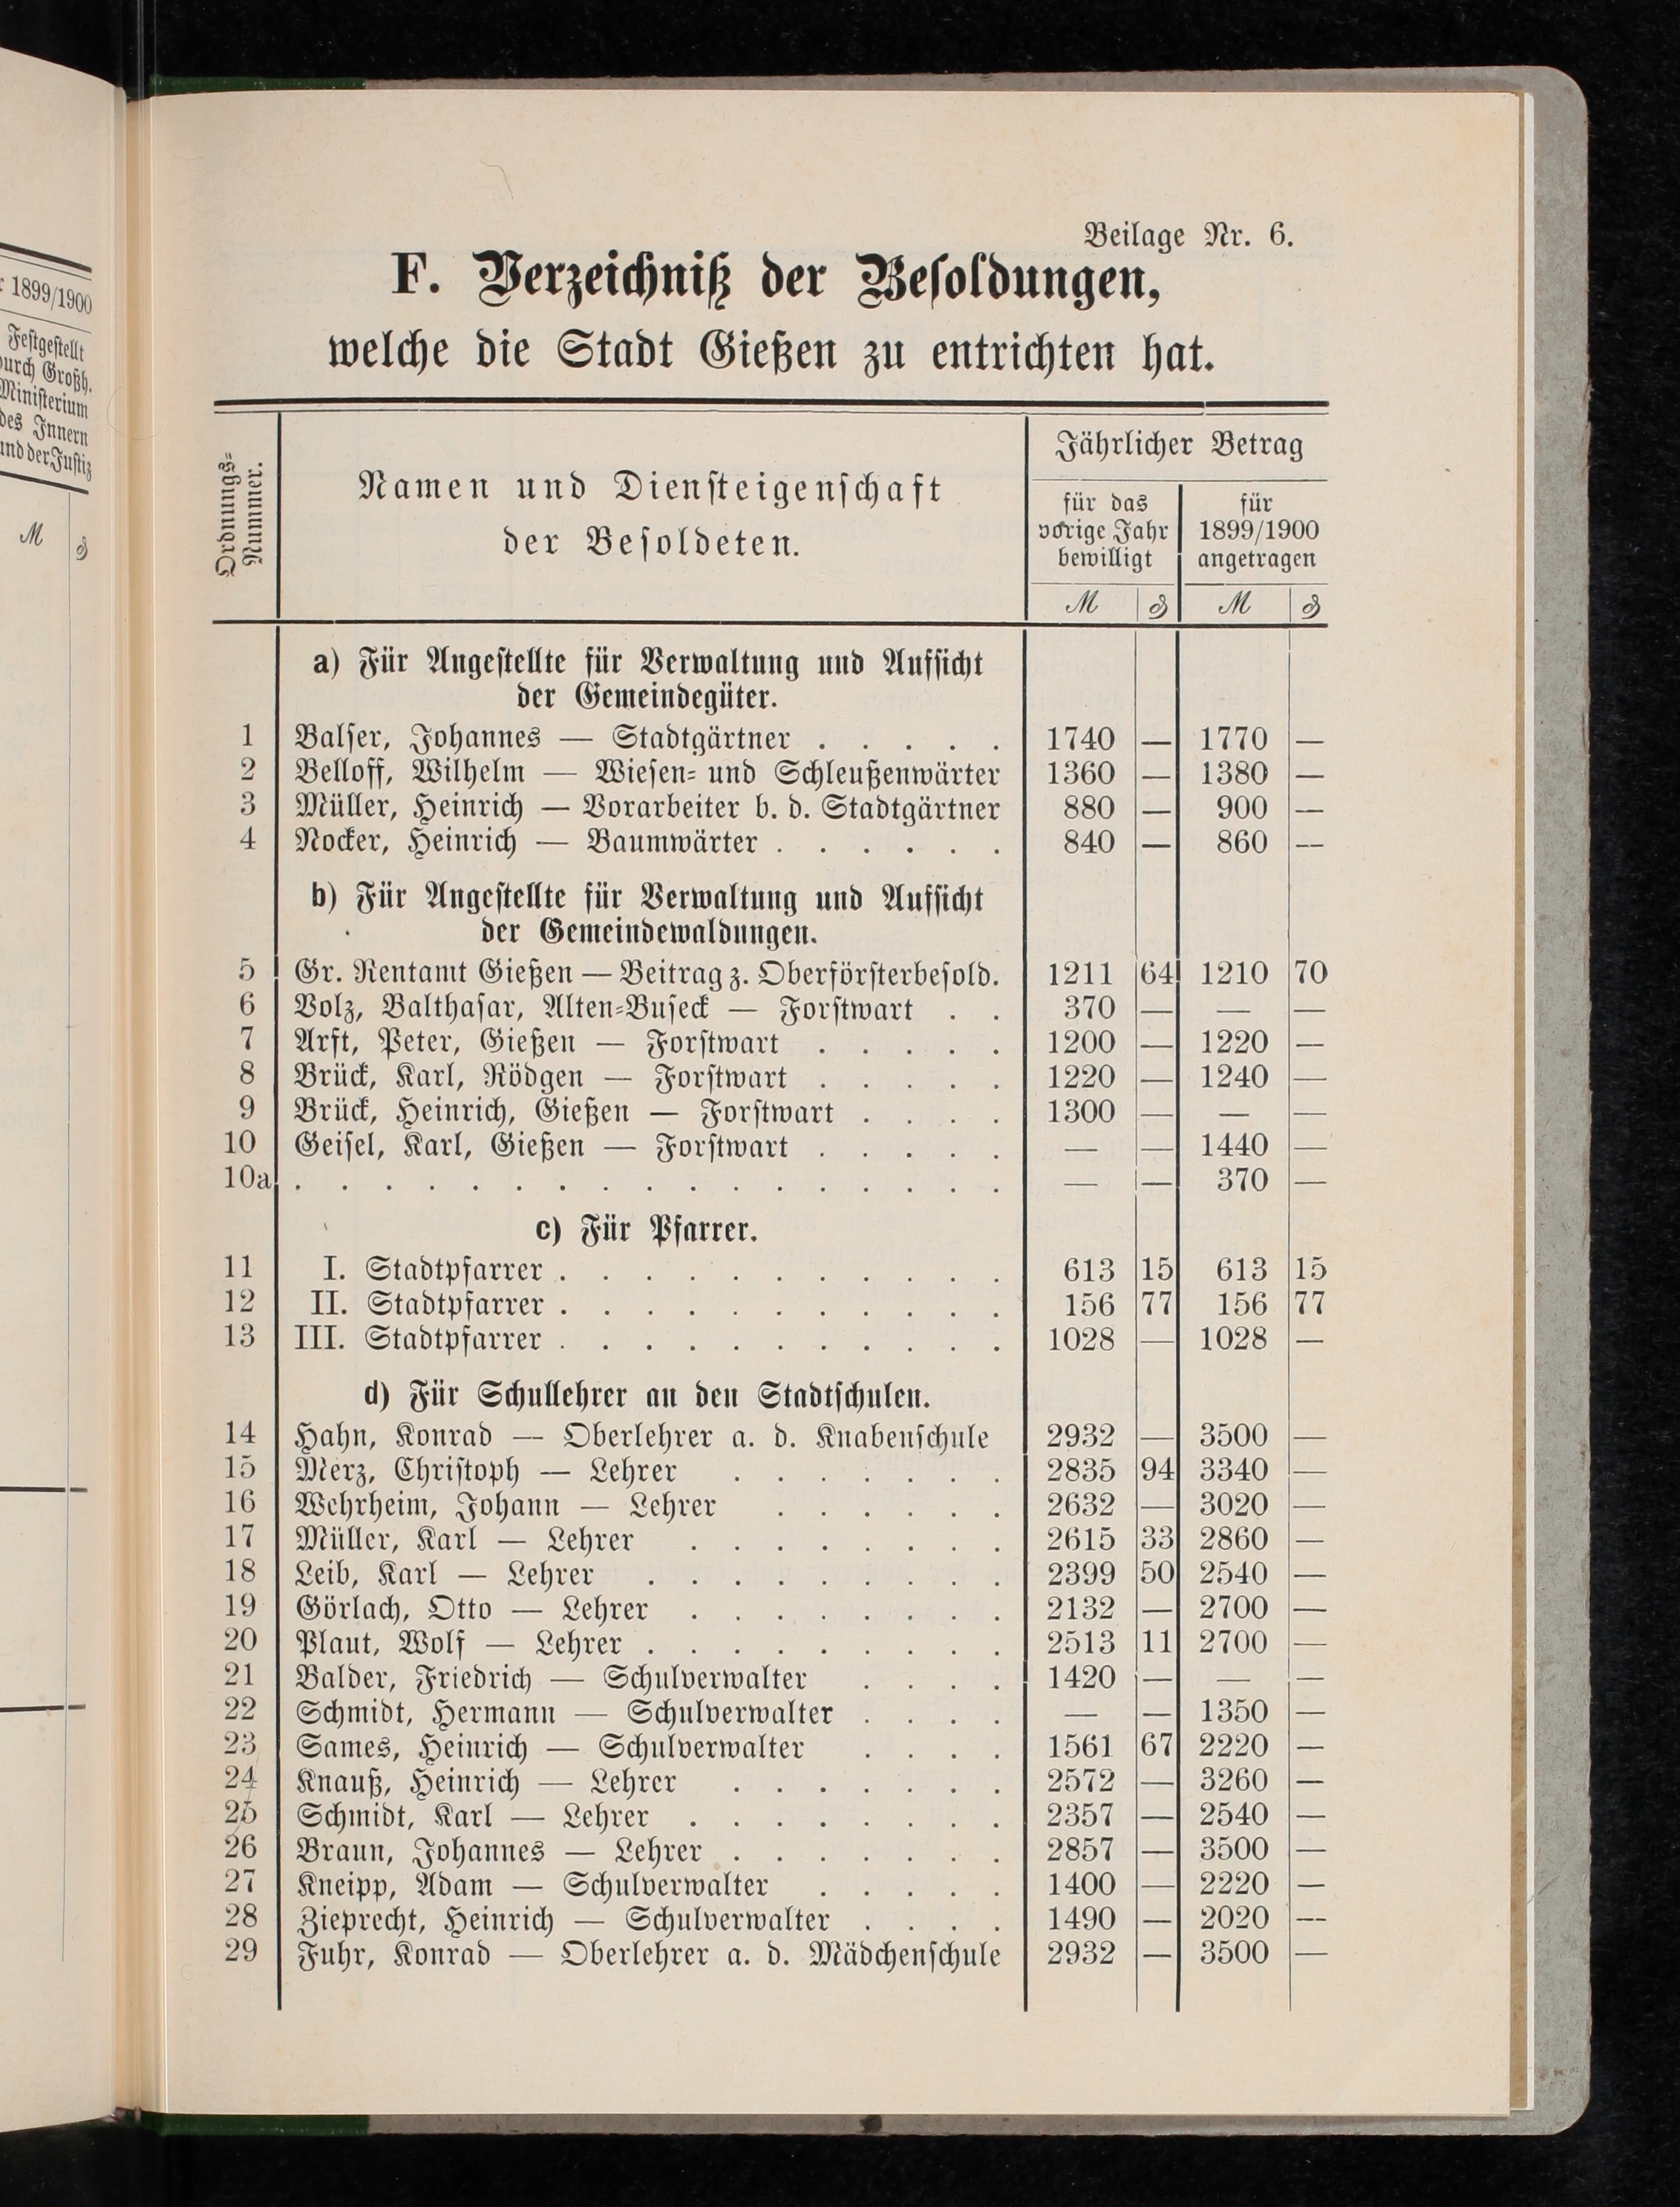 r 1899/1900
Festgestellt
durch Großh.
Ministerium
des Innern
und der Justiz
M ₰
Beilage Nr. 6.
F. Verzeichniß der Besoldungen,
welche die Stadt Gießen zu entrichten hat.
Ordnungs-
Nummer.
Namen und Diensteigenschaft
der Besoldeten.
Jährlicher Betrag
für das
vorige Jahr
bewilligt
für
1899/1900
angetragen
M ₰ M ₰
a) Für Angestellte für Verwaltung und Aufsicht
der Gemeindegüter.
1 Balser, Johannes — Stadtgärtner . . . . . 1740 — 1770 —
2 Belloff, Wilhelm — Wiesen- und Schleußenwärter 1360 — 1380 —
3 Müller, Heinrich — Vorarbeiter b. d. Stadtgärtner 880 — 900 —
4 Nocker, Heinrich — Baumwärter . . . . . . 840 — 860 —
b) Für Angestellte für Verwaltung und Aufsicht
der Gemeindewaldungen.
5 Gr. Rentamt Gießen — Beitrag z. Oberförsterbesold. 1211 64 1210 70
6 Volz, Balthasar, Alten-Buseck — Forstwart . . 370 — — —
7 Arft, Peter, Gießen — Forstwart . . . . . 1200 — 1220 —
8 Brück, Karl, Rödgen — Forstwart . . . . . 1220 — 1240 —
9 Brück, Heinrich, Gießen — Forstwart . . . . 1300 — — —
10 Geisel, Karl, Gießen — Forstwart . . . . . — — 1440 —
10a . . . . . . . . . . . . . . . . . — — 370 —
c) Für Pfarrer.
11 I. Stadtpfarrer . . . . . . . . . . . 613 15 613 15
12 II. Stadtpfarrer . . . . . . . . . . . 156 77 156 77
13 III. Stadtpfarrer . . . . . . . . . . . 1028 — 1028 —
d) Für Schullehrer an den Stadtschulen.
14 Hahn, Konrad — Oberlehrer a. d. Knabenschule 2932 — 3500 —
15 Merz, Christoph — Lehrer . . . . . . . 2835 94 3340 —
16 Wehrheim, Johann — Lehrer . . . . . . 2632 — 3020 —
17 Müller, Karl — Lehrer . . . . . . . . 2615 33 2860 —
18 Leib, Karl — Lehrer . . . . . . . . . 2399 50 2540 —
19 Görlach, Otto — Lehrer . . . . . . . . 2132 — 2700 —
20 Plaut, Wolf — Lehrer . . . . . . . . . 2513 11 2700 —
21 Balder, Friedrich — Schulverwalter . . . . 1420 — — —
22 Schmidt, Hermann — Schulverwalter . . . . — — 1350 —
23 Sames, Heinrich — Schulverwalter . . . . 1561 67 2220 —
24 Knauß, Heinrich — Lehrer . . . . . . . 2572 — 3260 —
25 Schmidt, Karl — Lehrer . . . . . . . . 2357 — 2540 —
26 Braun, Johannes — Lehrer . . . . . . . 2857 — 3500 —
27 Kneipp, Adam — Schulverwalter . . . . . 1400 — 2220 —
28 Zieprecht, Heinrich — Schulverwalter . . . . 1490 — 2020 —
29 Fuhr, Konrad — Oberlehrer a. d. Mädchenschule 2932 — 3500 —